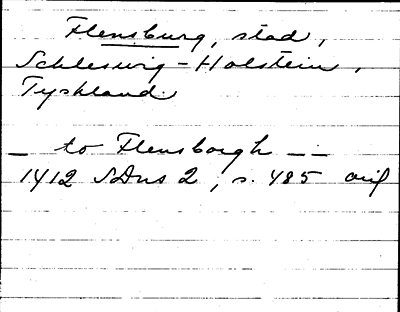 Flensburg, stad,
Schleswig-Holstein,
Tyskland.
_ to Flensborgh _ _
1412 SDns 2, s. 485 orig